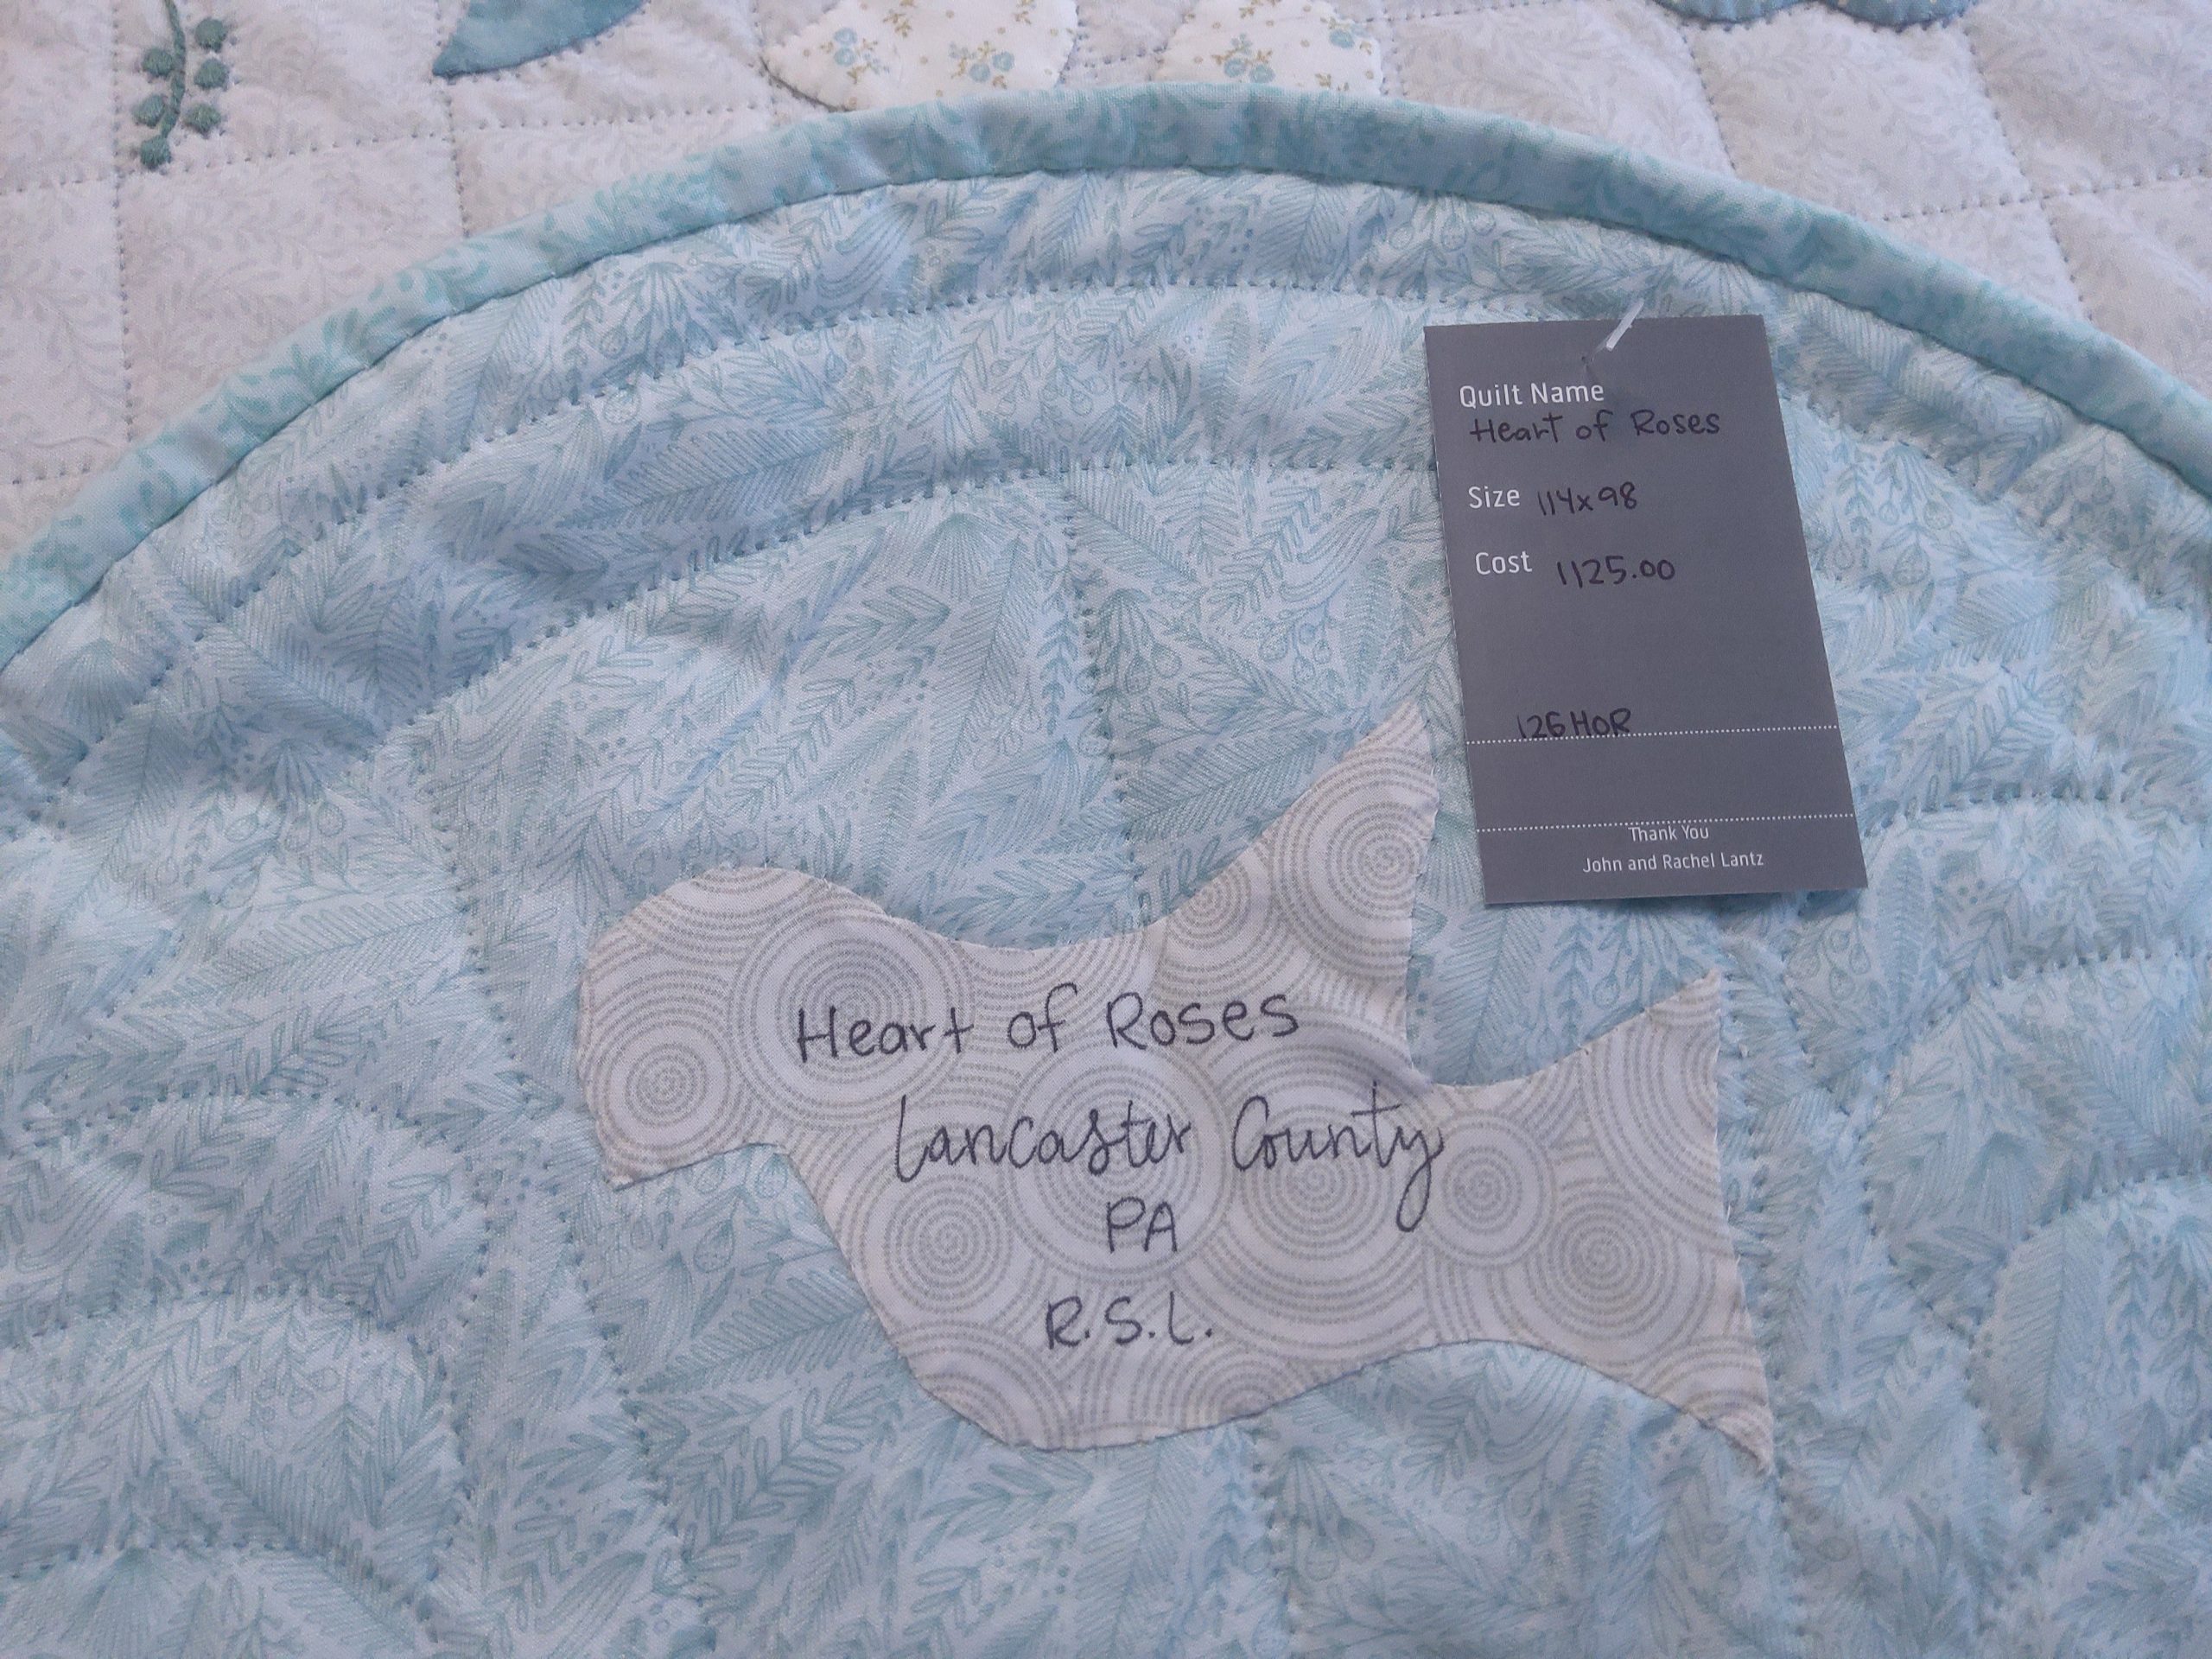 Quilt Name
Heart of Roses
Size 114x98
Cost 1125.00
126HOR
Thank You
John and Rachel Lantz
Heart of Roses
Lancaster County
PA
R.S.L.